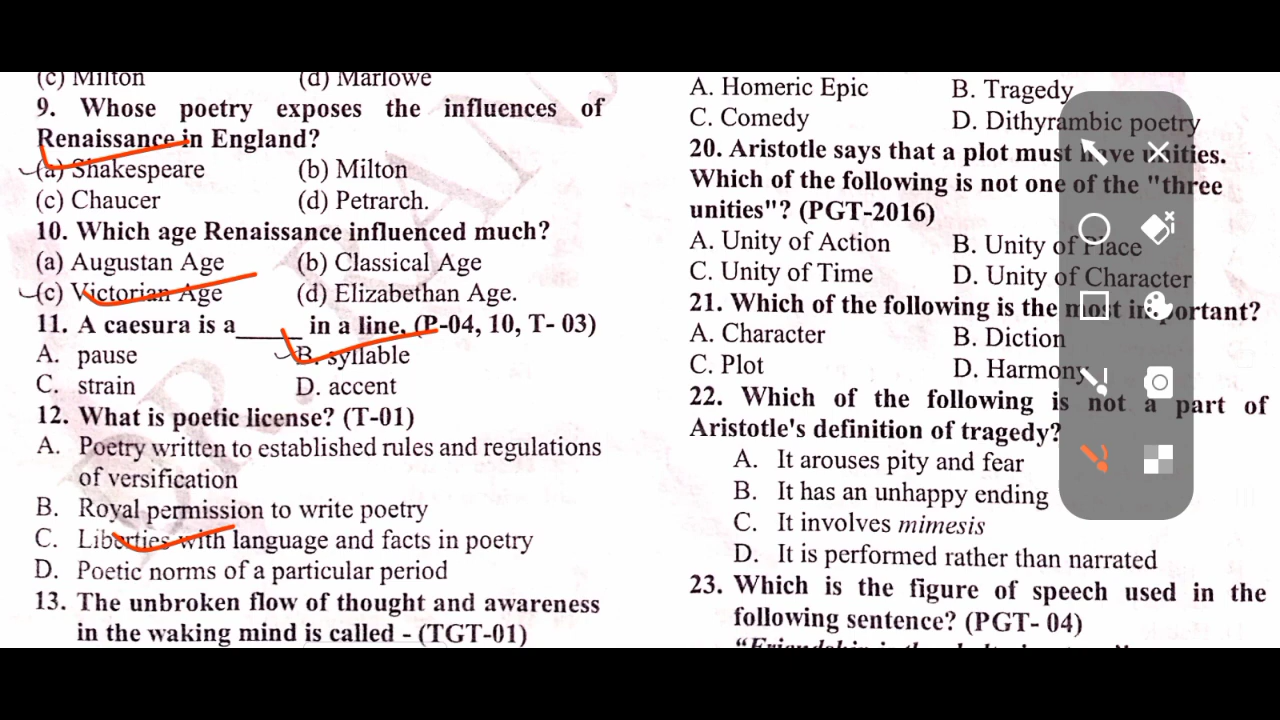 (c) Milton (d) Marlowe
9. Whose poetry exposes the influences of
Renaissance in England?
(a) Shakespeare (b) Milton
(c) Chaucer (d) Petrarch.
10. Which age Renaissance influenced much?
(a) Augustan Age (b) Classical Age
(c) Victorian Age (d) Elizabethan Age.
11. A caesura is a_____ in a line. (P-04, 10, T- 03)
A. pause B. syllable
C. strain D. accent
12. What is poetic license? (T-01)
A. Poetry written to established rules and regulations
of versification
B. Royal permission to write poetry
C. Liberties with language and facts in poetry
D. Poetic norms of a particular period
13. The unbroken flow of thought and awareness
in the waking mind is called - (TGT-01)
A. Homeric Epic B. Tragedy
C. Comedy D. Dithyrambic poetry
20. Aristotle says that a plot must have unities.
Which of the following is not one of the "three
unities"? (PGT-2016)
A. Unity of Action B. Unity of Place
C. Unity of Time D. Unity of Character
21. Which of the following is the most important?
A. Character B. Diction
C. Plot D. Harmony
22. Which of the following is not a part of
Aristotle's definition of tragedy?
A. It arouses pity and fear
B. It has an unhappy ending
C. It involves mimesis
D. It is performed rather than narrated
23. Which is the figure of speech used in the
following sentence? (PGT- 04)